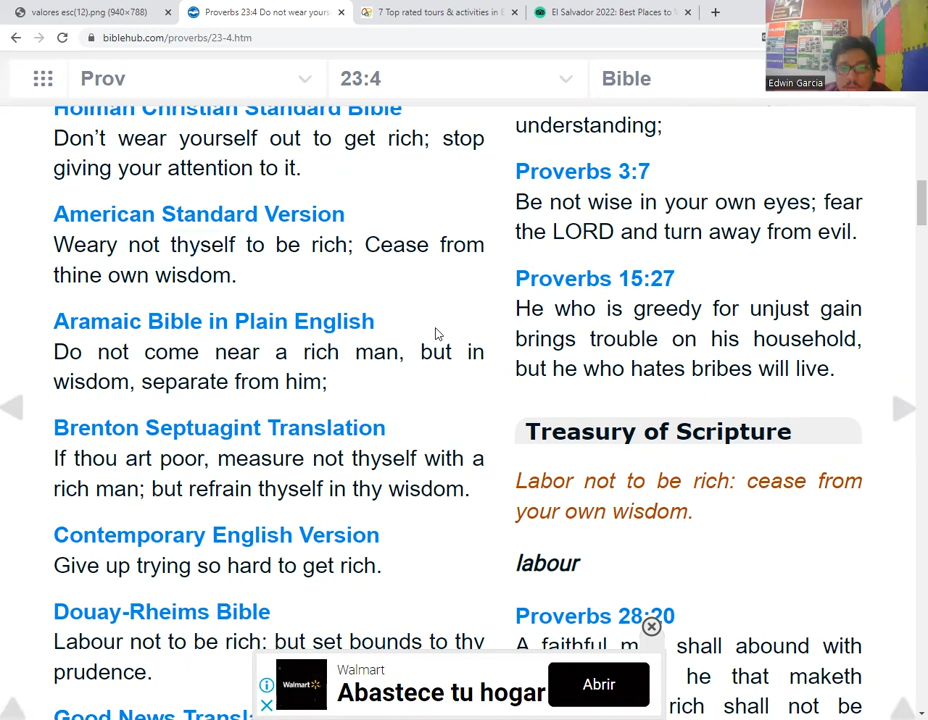 valores esc(12).png (940×788)
Proverbs 23:4 Do not wear yours
7 Top rated tours & activities in E
El Salvador 2022: Best Places to V
biblehub.com/proverbs/23-4.htm
Edwin Garcia
Prov
23:4
Bible
Holman Christian Standard Bible
Don't wear yourself out to get rich; stop
giving your attention to it.
American Standard Version
Weary not thyself to be rich; Cease from
thine own wisdom.
Aramaic Bible in Plain English
Do not come near a rich man, but in
wisdom, separate from him;
Brenton Septuagint Translation
If thou art poor, measure not thyself with a
rich man; but refrain thyself in thy wisdom.
Contemporary English Version
Give up trying so hard to get rich.
Douay-Rheims Bible
Labour not to be rich: but set bounds to thy
prudence.
Good News Transla
understanding;
Proverbs 3:7
Be not wise in your own eyes; fear
the LORD and turn away from evil.
Proverbs 15:27
He who is greedy for unjust gain
brings trouble on his household,
but he who hates bribes will live.
Treasury of Scripture
Labor not to be rich: cease from
your own wisdom.
labour
Proverbs 28:20
A faithful m shall abound with
he that maketh
rich shall not be
Walmart
Walmart
Abastece tu hogar
Abrir